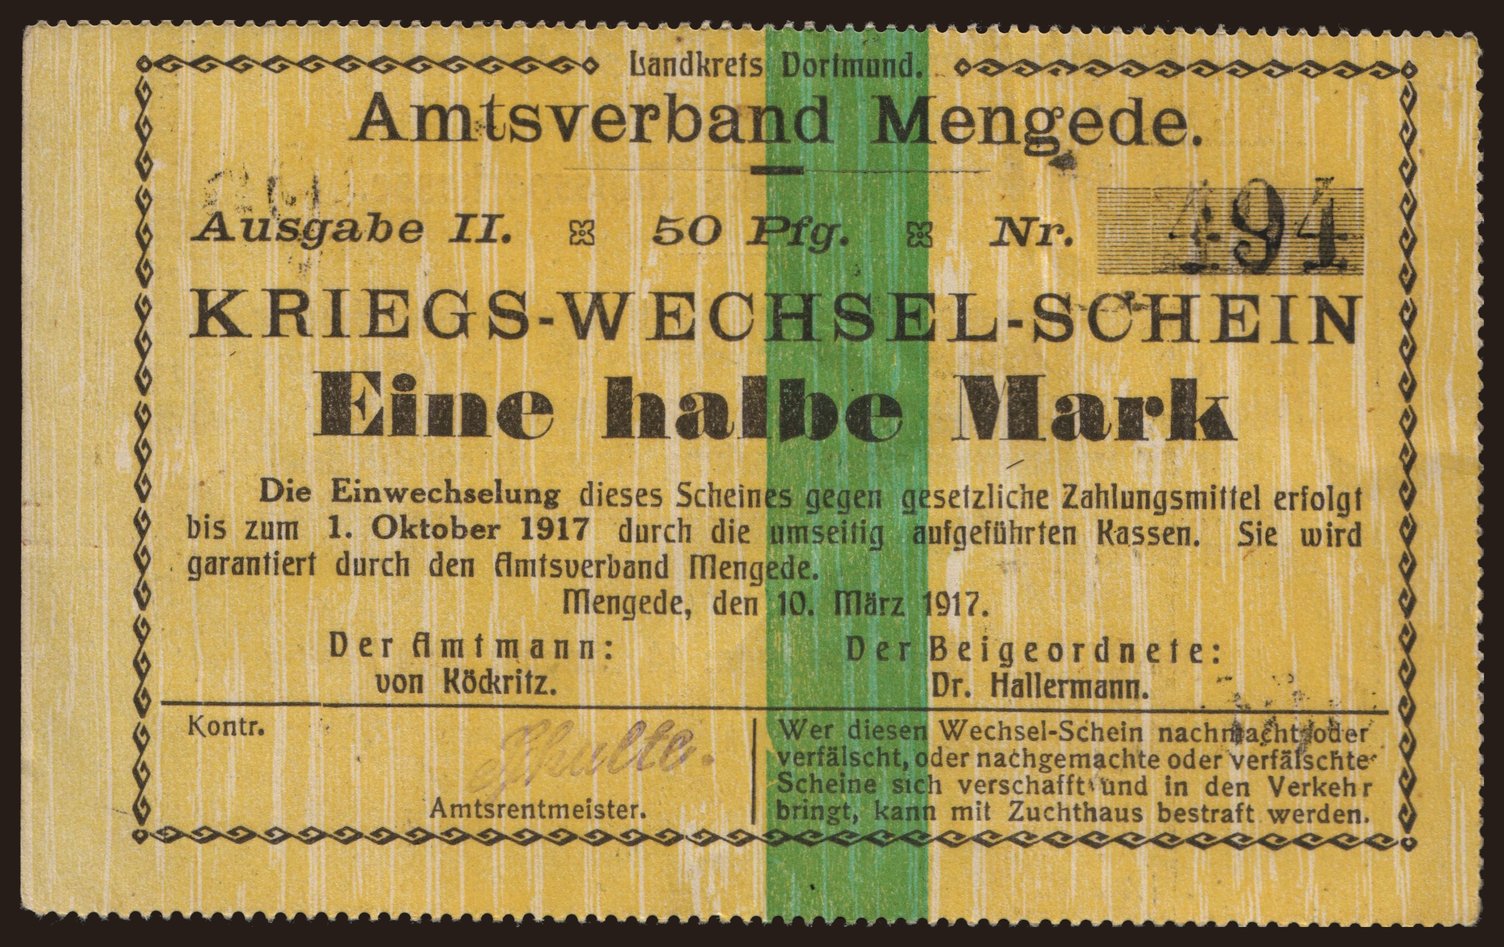 Landkreis Dortmund.
Amtsverband Mengede.
Ausgabe II. 50 Pfg. Nr. 494
KRIEGS-WECHSEL-SCHEIN
Eine halbe Mark
Die Einwechselung dieses Scheines gegen gesetzliche Zahlungsmittel erfolgt
bis zum 1. Oktober 1917 durch die umseitig aufgeführten Kassen. Sie wird
garantiert durch den Amtsverband Mengede.
Mengede, den 10. März 1917.
Der Amtmann: Der Beigeordnete:
von Köckritz. Dr. Hallermann.
Kontr.
Schulte.
Amtsrentmeister.
Wer diesen Wechsel-Schein nachmacht oder
verfälscht, oder nachgemachte oder verfälschte
Scheine sich verschafft und in den Verkehr
bringt, kann mit Zuchthaus bestraft werden.